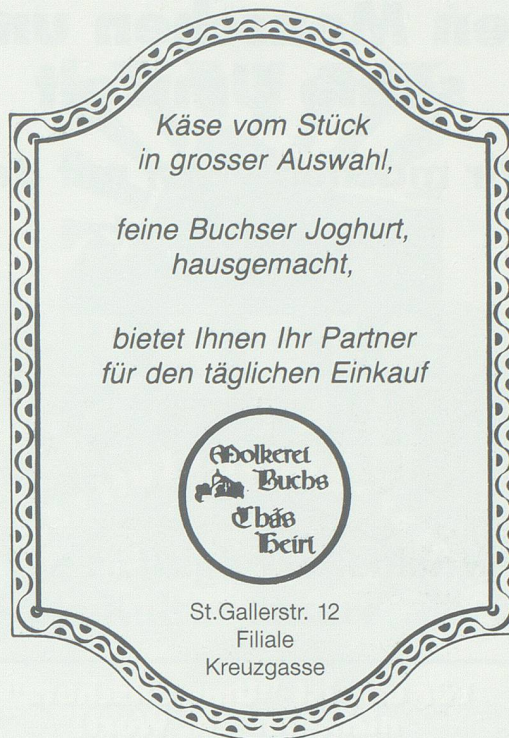 Käse vom Stück
in grosser Auswahl,
feine Buchser Joghurt,
hausgemacht,
bietet Ihnen Ihr Partner
für den täglichen Einkauf
Molkerei
Buchs
Chäs
Heiri
St.Gallerstr. 12
Filiale
Kreuzgasse